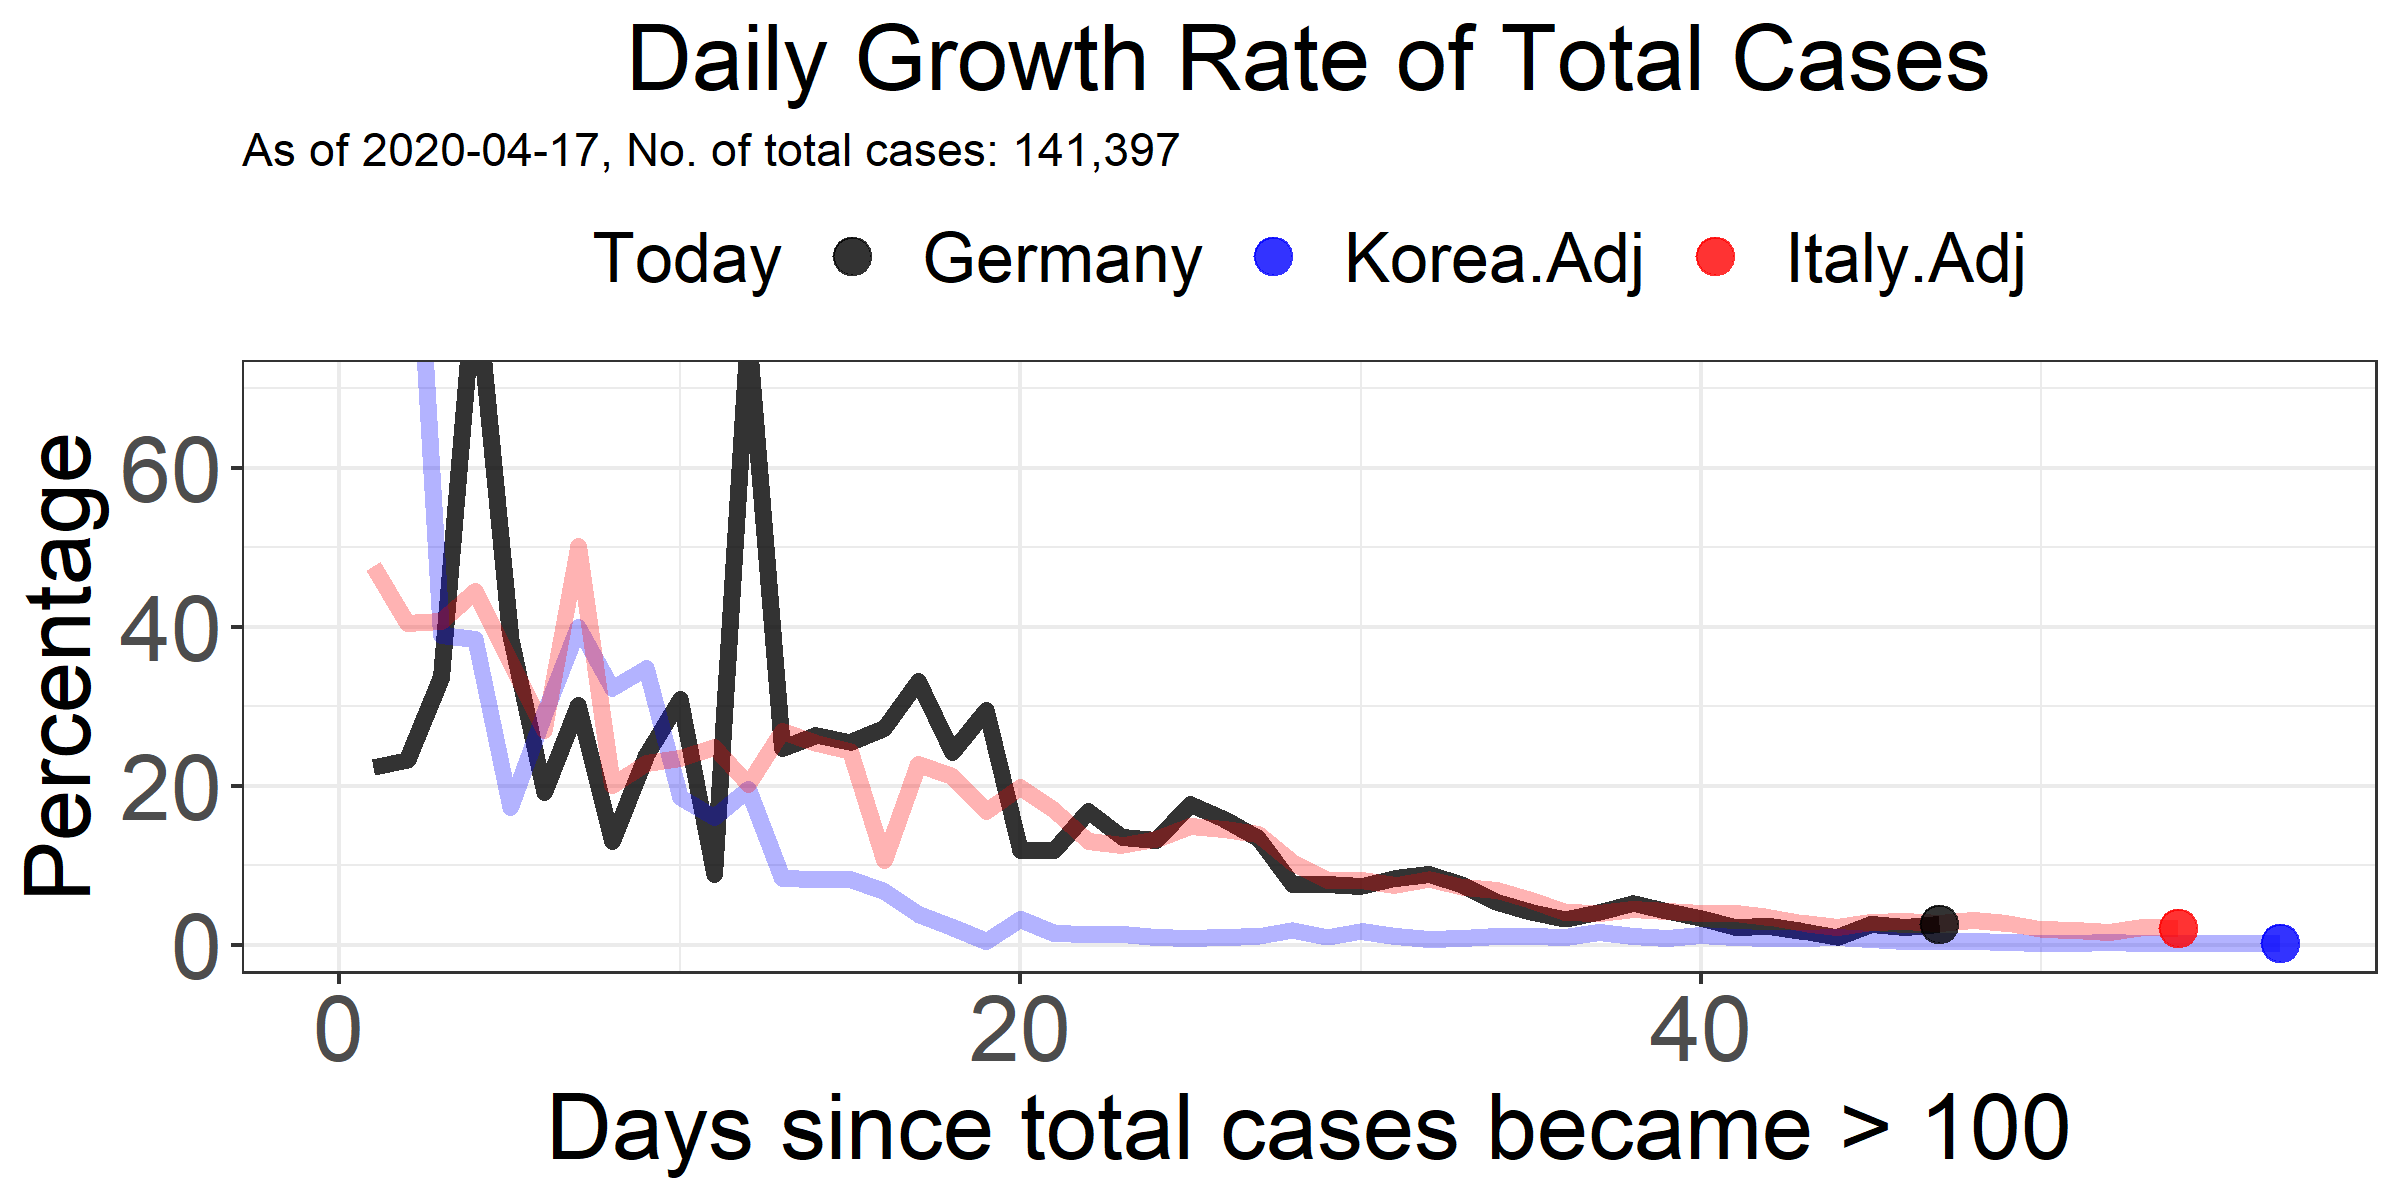 Daily Growth Rate of Total Cases
As of 2020-04-17, No. of total cases: 141,397
Today Germany Korea.Adj Italy.Adj
Percentage
60
40
20
0
0 20 40
Days since total cases became > 100